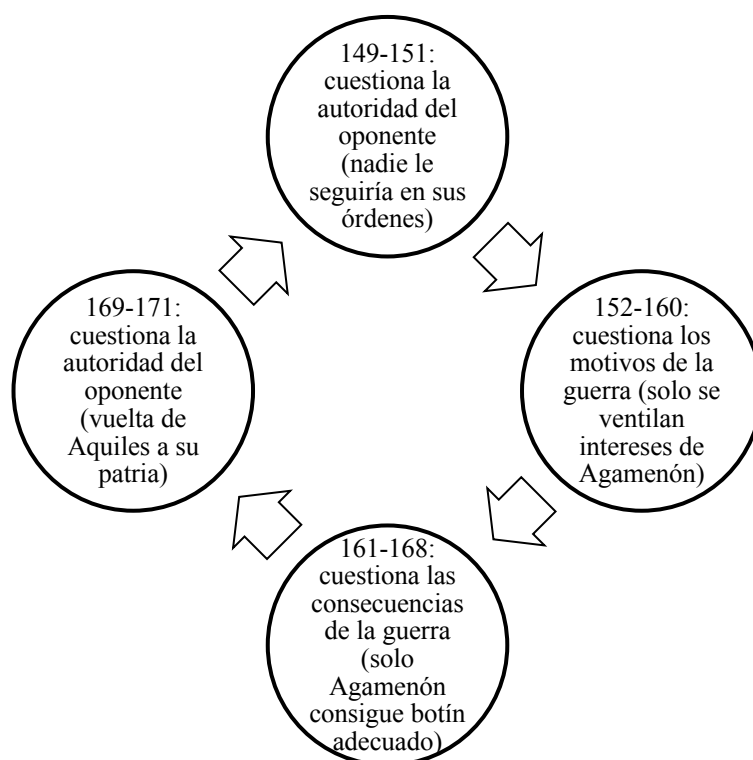 149-151:
cuestiona la
autoridad del
oponente
(nadie le
seguiría en sus
órdenes)
152-160:
cuestiona los
motivos de la
guerra (solo se
ventilan
intereses de
Agamenón)
161-168:
cuestiona las
consecuencias
de la guerra
(solo
Agamenón
consigue botín
adecuado)
169-171:
cuestiona la
autoridad del
oponente
(vuelta de
Aquiles a su
patria)